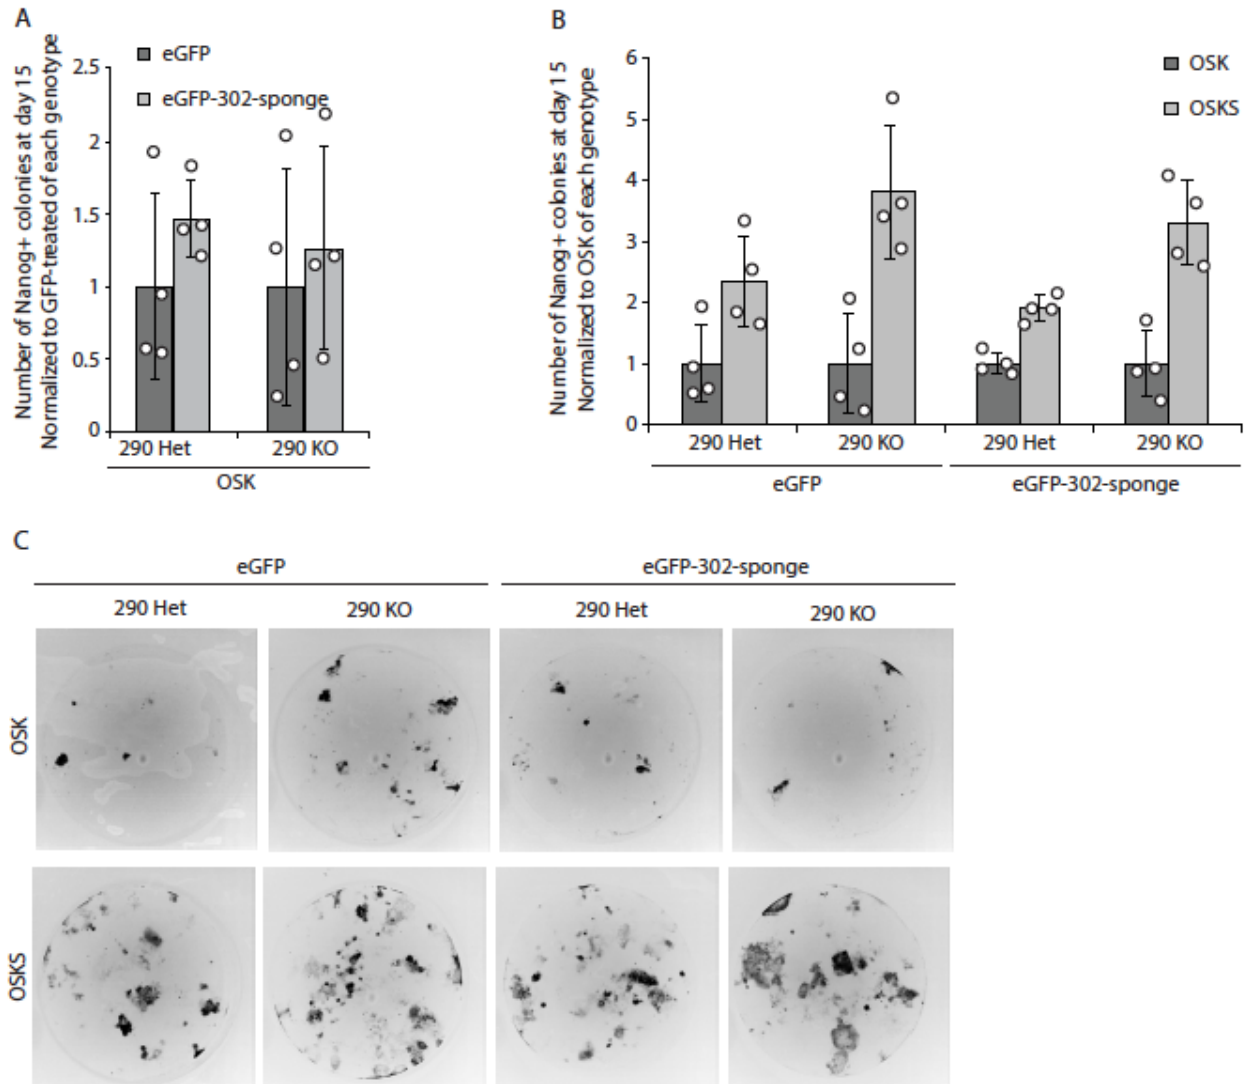 A
Number of Nanog+ colonies at day 15
Normalized to GFP-treated of each genotype
eGFP
eGFP-302-sponge
2.5
2
1.5
1
0.5
0
290 Het
290 KO
OSK
B
Number of Nanog+ colonies at day 15
Normalized to OSK of each genotype
OSK
OSKS
6
5
4
3
2
1
0
290 Het
290 KO
290 Het
290 KO
eGFP
eGFP-302-sponge
C
eGFP
eGFP-302-sponge
290 Het
290 KO
290 Het
290 KO
OSK
OSKS